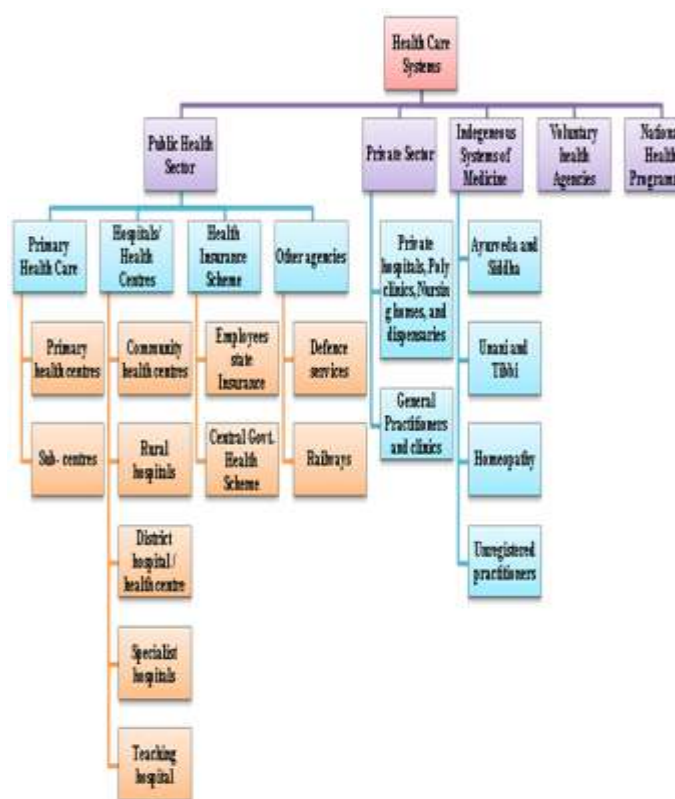 Health Care
Systems
Public Health
Sector
Private Sector
Indegeneous
Systems of
Medicine
Voluntary
health
Agencies
Nationa
Health
Program
Primary
Health Care
Hospitals/
Health
Centres
Health
Insurance
Scheme
Other agencies
Private
hospitals, Poly
clinics, Nursin
g homes, and
dispensaries
Ayurveda and
Siddha
Primary
health centres
Community
health centres
Employees
state
Insurance
Defence
services
Unani and
Tibbi
Sub- centres
Rural
hospitals
Central Govt.
Health
Scheme
Railways
General
Practitioners
and clinics
Homeopathy
District
hospital /
health centre
Unregistered
practitioners
Specialist
hospitals
Teaching
hospital